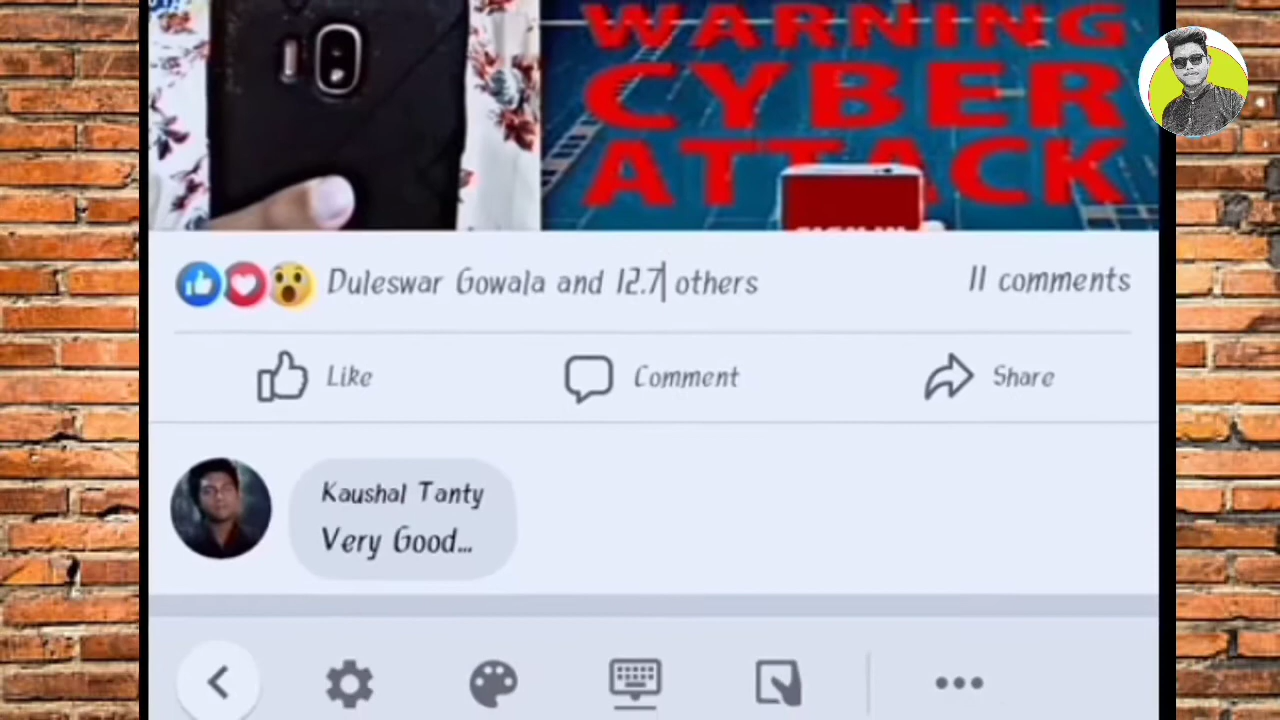 WARNING
CYBER
ATTACK
Duleswar Gowala and 12.7 others
11 comments
Like
Comment
Share
Kaushal Tanty
Very Good...